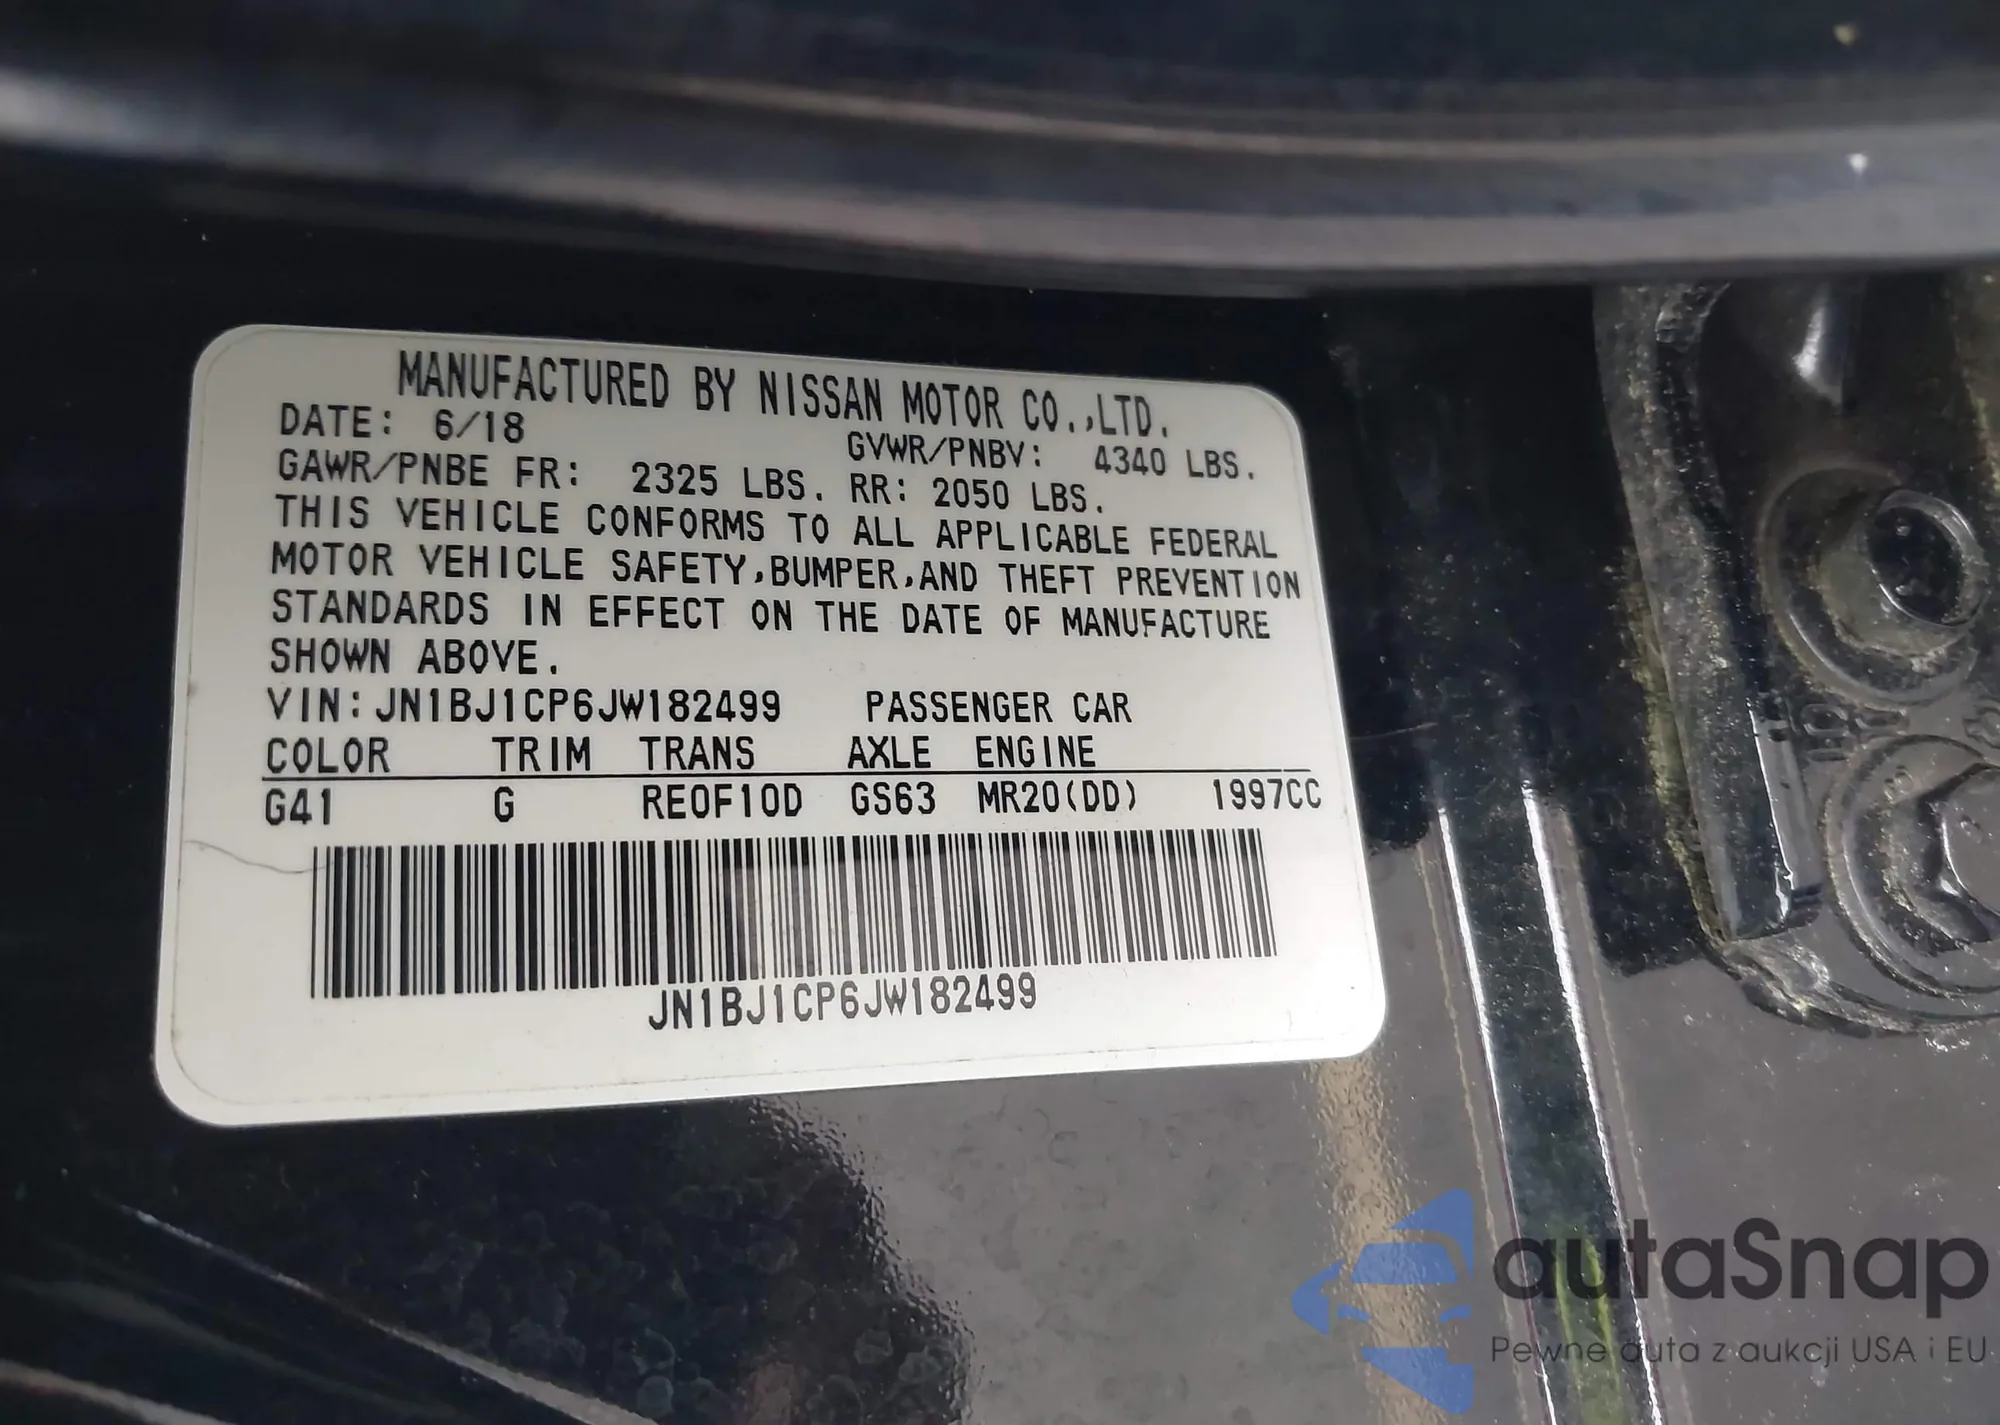 MANUFACTURED BY NISSAN MOTOR CO.,LTD.
DATE: 6/18 GVWR/PNBV: 4340 LBS.
GAWR/PNBE FR: 2325 LBS. RR: 2050 LBS.
THIS VEHICLE CONFORMS TO ALL APPLICABLE FEDERAL
MOTOR VEHICLE SAFETY,BUMPER,AND THEFT PREVENTION
STANDARDS IN EFFECT ON THE DATE OF MANUFACTURE
SHOWN ABOVE.
VIN:JN1BJ1CP6JW182499 PASSENGER CAR
COLOR TRIM TRANS AXLE ENGINE
G41 G RE0F10D GS63 MR20(DD) 1997CC
JN1BJ1CP6JW182499
autaSnap
Pewne auta z aukcji USA i EU